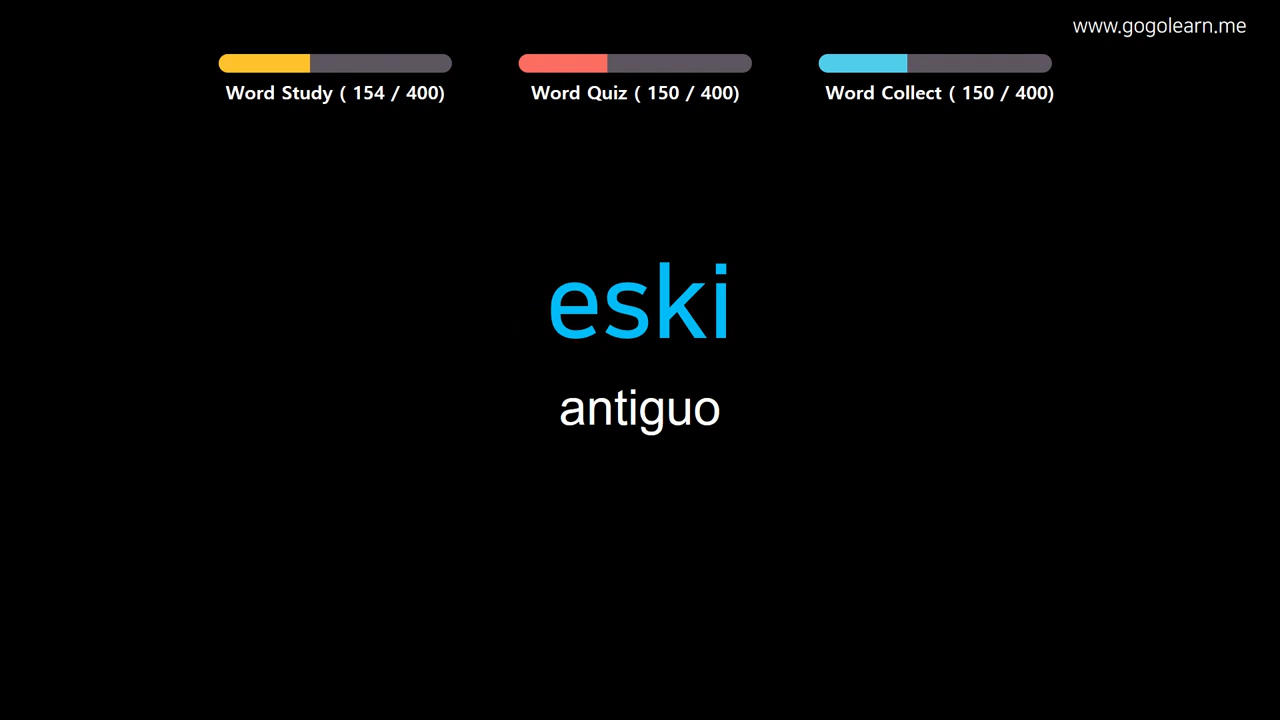 www.gogolearn.me
Word Study ( 154 / 400)
Word Quiz ( 150 / 400)
Word Collect ( 150 / 400)
eski
antiguo